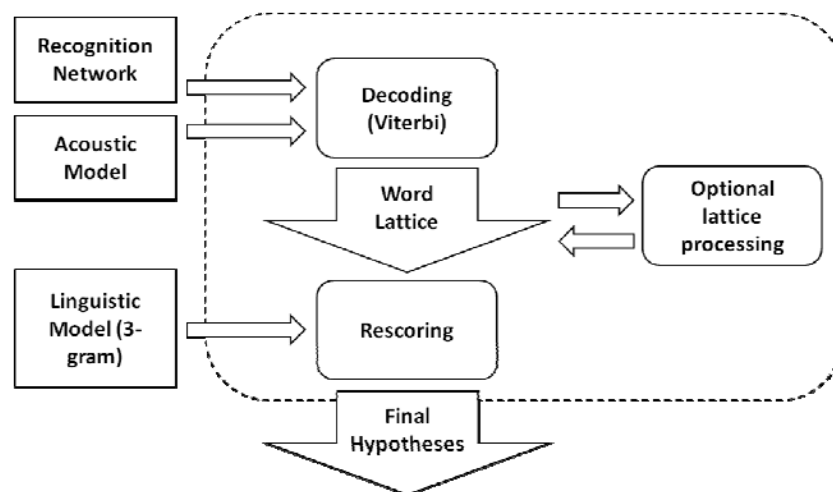 Recognition
Network
Acoustic
Model
Decoding
(Viterbi)
Word
Lattice
Optional
lattice
processing
Linguistic
Model (3-
gram)
Rescoring
Final
Hypotheses